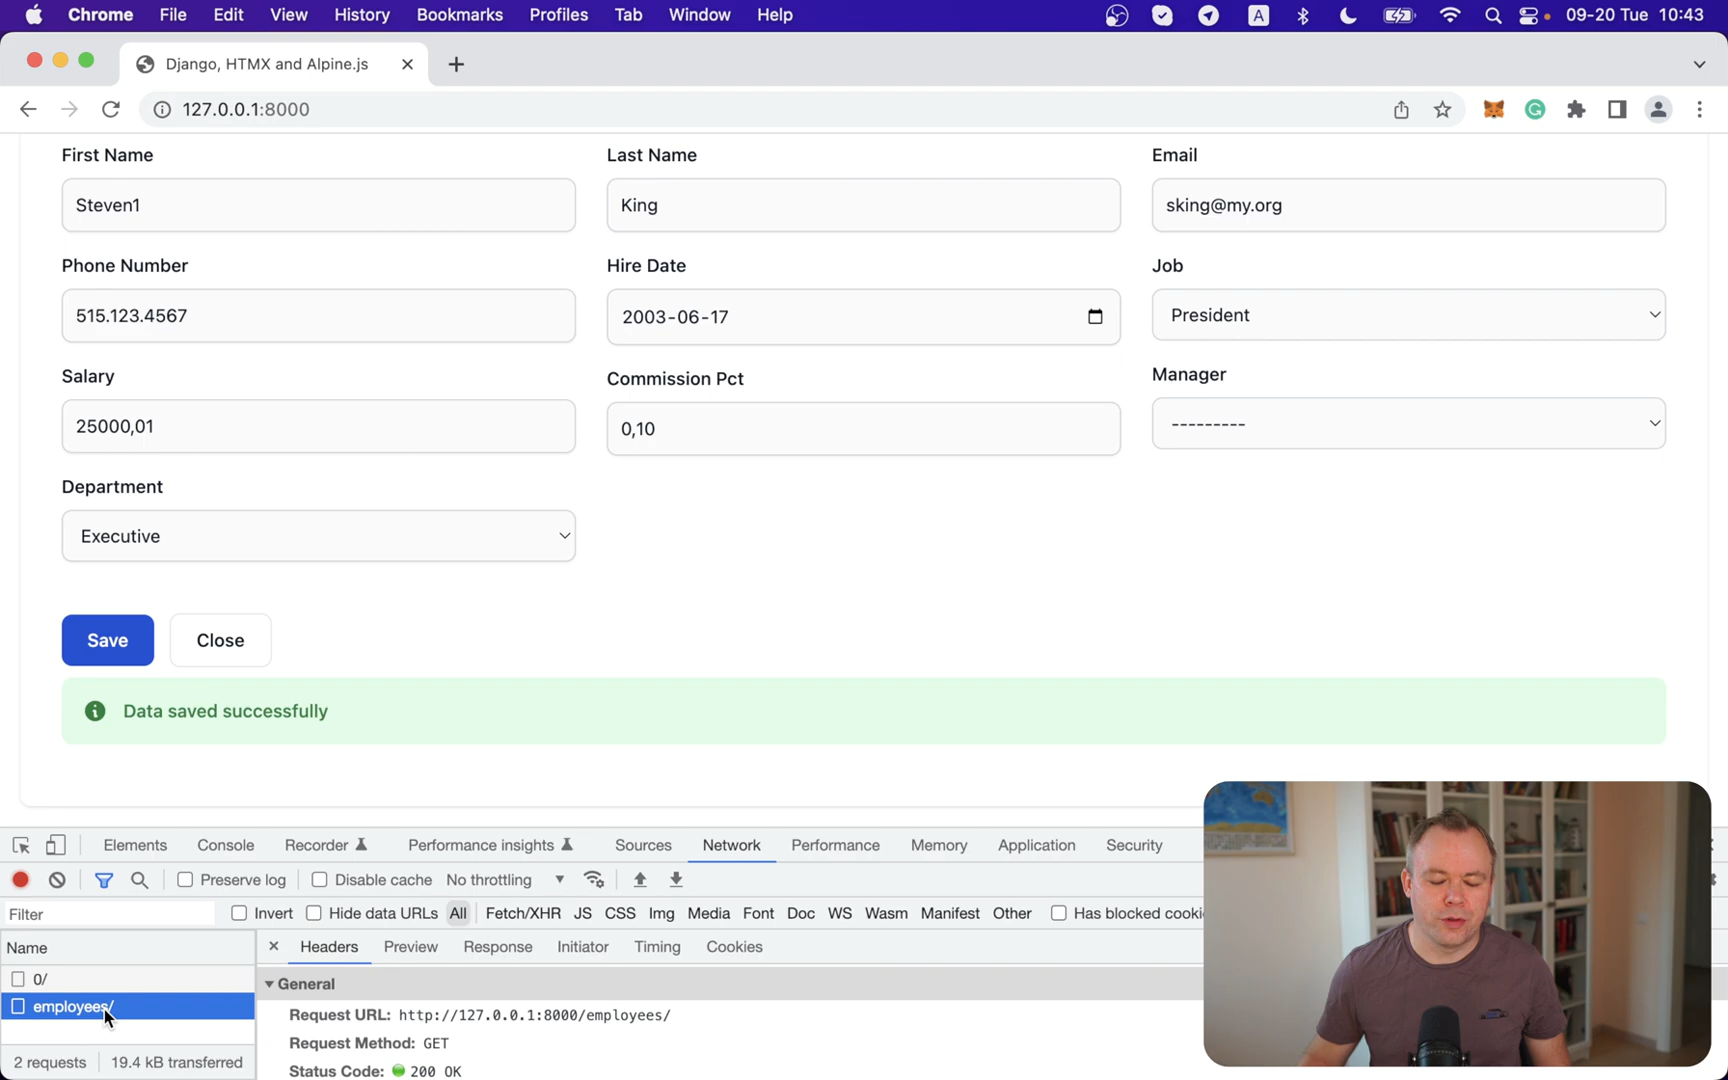 Chrome File Edit View History Bookmarks Profiles Tab Window Help A 09-20 Tue 10:43
Django, HTMX and Alpine.js
127.0.0.1:8000
First Name Last Name Email
Steven1 King sking@my.org
Phone Number Hire Date Job
515.123.4567 2003-06-17 President
Salary Commission Pct Manager
25000,01 0,10 ---------
Department
Executive
Save Close
Data saved successfully
Elements Console Recorder Performance insights Sources Network Performance Memory Application Security
Preserve log Disable cache No throttling
Filter Invert Hide data URLs All Fetch/XHR JS CSS Img Media Font Doc WS Wasm Manifest Other Has blocked cooki
Name Headers Preview Response Initiator Timing Cookies
0/ General
employees/ Request URL: http://127.0.0.1:8000/employees/
Request Method: GET
2 requests 19.4 kB transferred Status Code: 200 OK